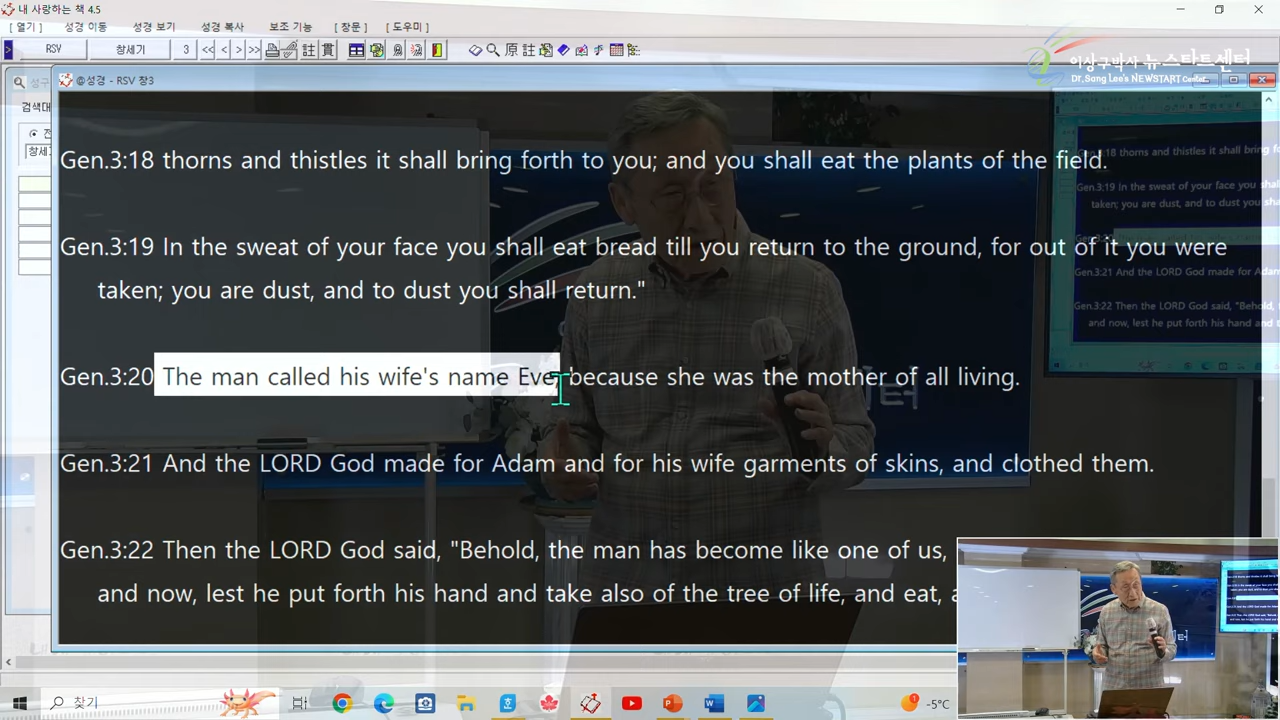 내 사랑하는 책 4.5
[ 열기 ] 성경 이동 성경 보기 성경 복사 보조 기능 [ 창문 ] [ 도우미 ]
RSV 창세기 3 << < > >> 註 貫 原 註
이상구박사 뉴스타트센터
Dr. Sang Lee's NEWSTART Center
@성경 - RSV 창3
검색대
창세
Gen.3:18 thorns and thistles it shall bring forth to you; and you shall eat the plants of the field.
Gen.3:19 In the sweat of your face you shall eat bread till you return to the ground, for out of it you were
taken; you are dust, and to dust you shall return."
Gen.3:20 The man called his wife's name Eve, because she was the mother of all living.
Gen.3:21 And the LORD God made for Adam and for his wife garments of skins, and clothed them.
Gen.3:22 Then the LORD God said, "Behold, the man has become like one of us,
and now, lest he put forth his hand and take also of the tree of life, and eat, a
찾기
-5°C